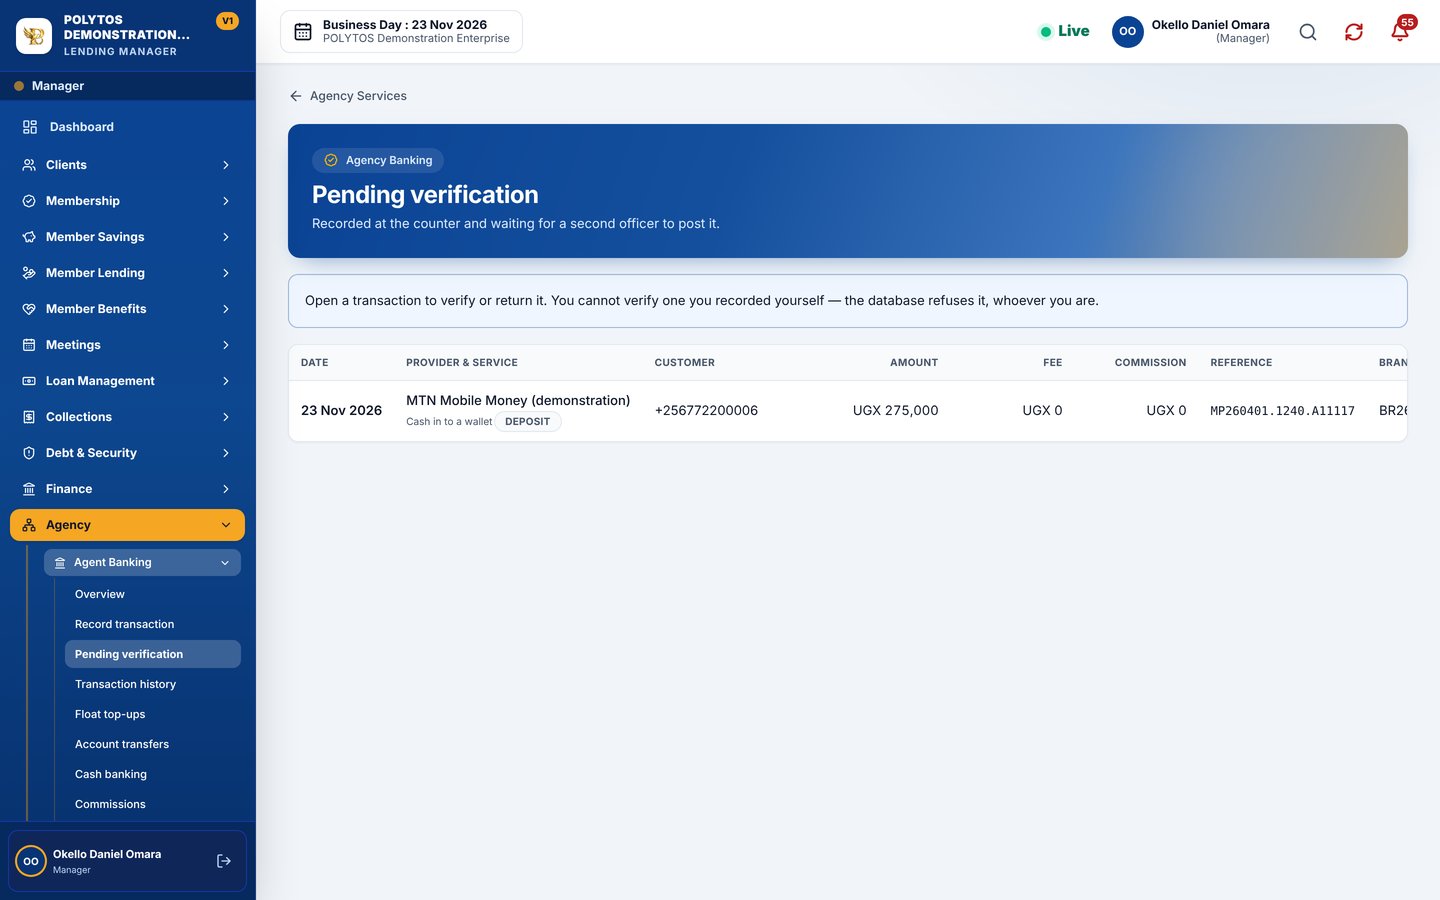 POLYTOS
DEMONSTRATION...
LENDING MANAGER
V1
Manager
Dashboard
Clients
Membership
Member Savings
Member Lending
Member Benefits
Meetings
Loan Management
Collections
Debt & Security
Finance
Agency
Agent Banking
Overview
Record transaction
Pending verification
Transaction history
Float top-ups
Account transfers
Cash banking
Commissions
OO
Okello Daniel Omara
Manager
Business Day : 23 Nov 2026
POLYTOS Demonstration Enterprise
Live
OO
Okello Daniel Omara
(Manager)
55
Agency Services
Agency Banking
Pending verification
Recorded at the counter and waiting for a second officer to post it.
Open a transaction to verify or return it. You cannot verify one you recorded yourself — the database refuses it, whoever you are.
DATE PROVIDER & SERVICE CUSTOMER AMOUNT FEE COMMISSION REFERENCE BRAN
23 Nov 2026 MTN Mobile Money (demonstration) +256772200006 UGX 275,000 UGX 0 UGX 0 MP260401.1240.A11117 BR26
Cash in to a wallet DEPOSIT